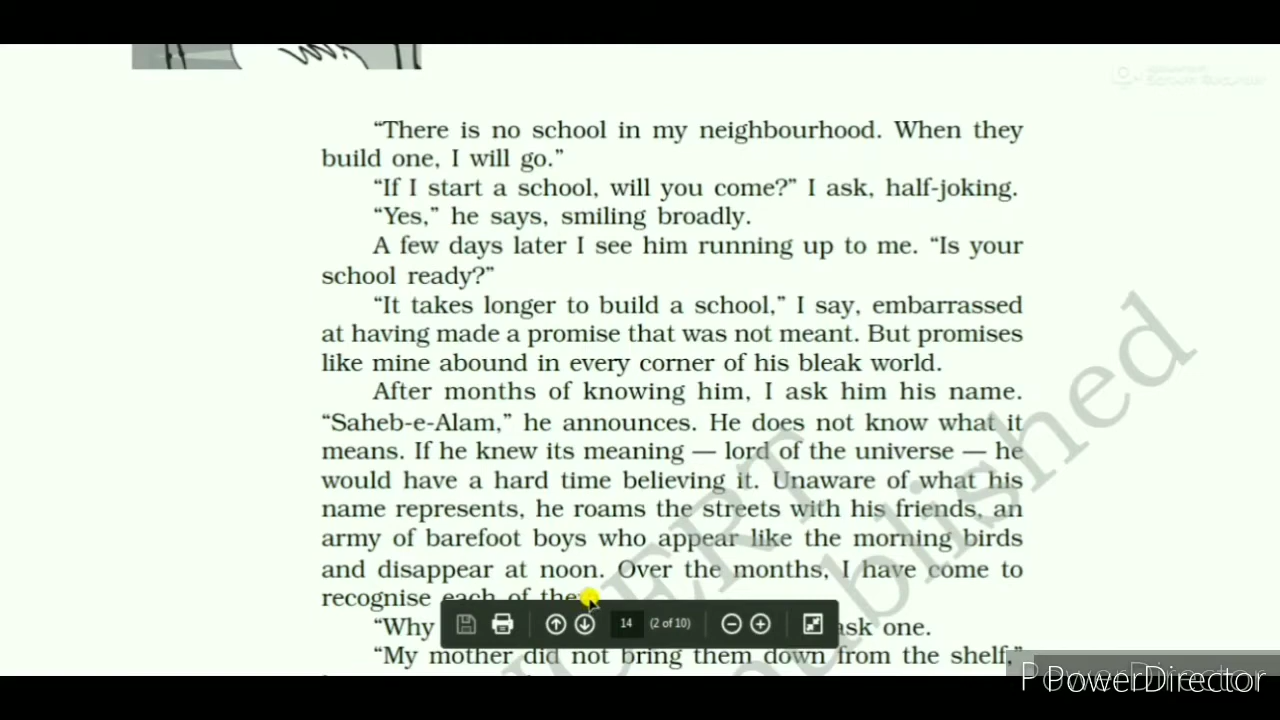 “There is no school in my neighbourhood. When they
build one, I will go.”
“If I start a school, will you come?” I ask, half-joking.
“Yes,” he says, smiling broadly.
A few days later I see him running up to me. “Is your
school ready?”
“It takes longer to build a school,” I say, embarrassed
at having made a promise that was not meant. But promises
like mine abound in every corner of his bleak world.
After months of knowing him, I ask him his name.
“Saheb-e-Alam,” he announces. He does not know what it
means. If he knew its meaning — lord of the universe — he
would have a hard time believing it. Unaware of what his
name represents, he roams the streets with his friends, an
army of barefoot boys who appear like the morning birds
and disappear at noon. Over the months, I have come to
recognise each of
14 (2 of 10)
“Why ask one.
“My mother did not bring them down from the shelf,”
PowerDirector